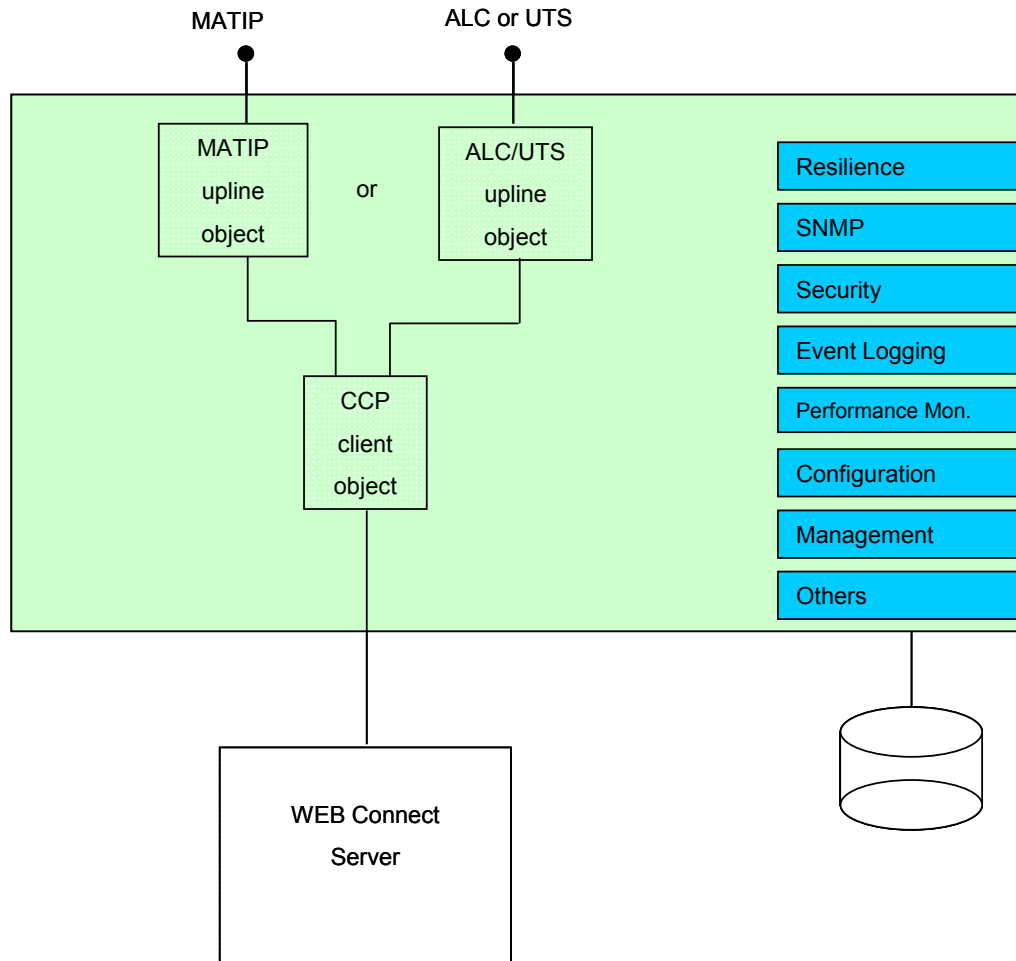 MATIP
ALC or UTS
MATIP
upline
object
or
ALC/UTS
upline
object
CCP
client
object
Resilience
SNMP
Security
Event Logging
Performance Mon.
Configuration
Management
Others
WEB Connect
Server